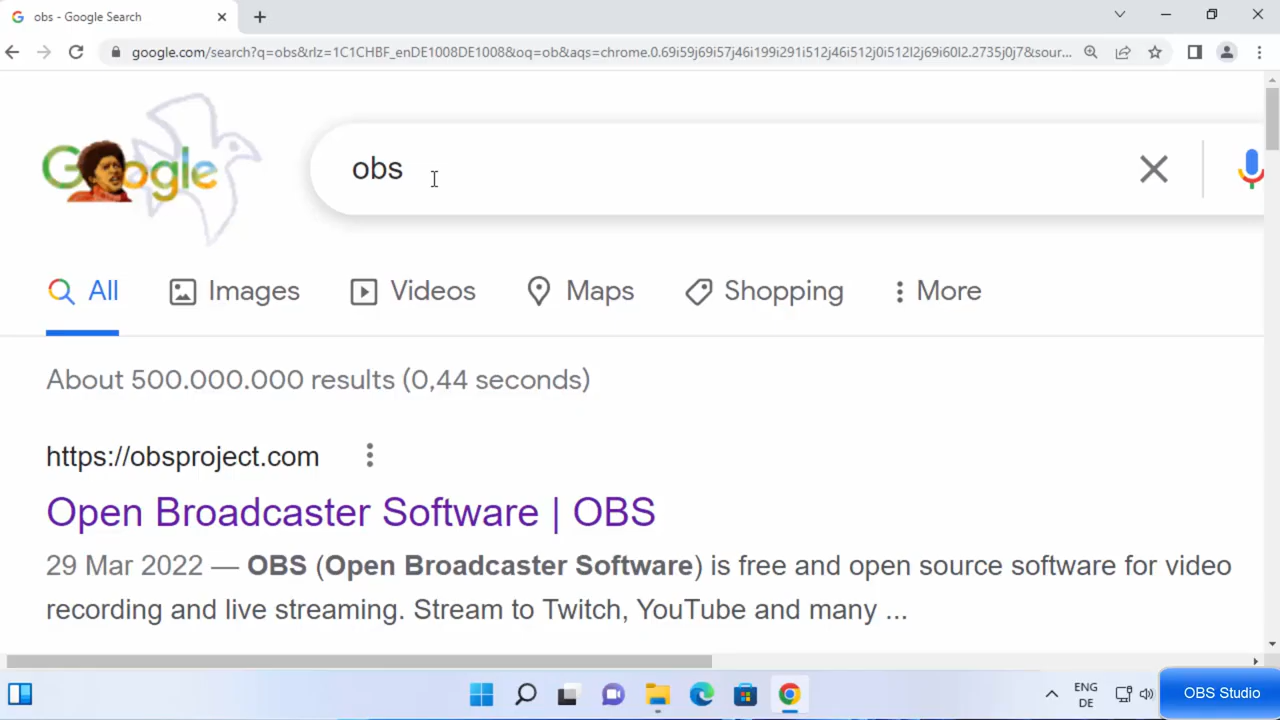 obs - Google Search
google.com/search?q=obs&rlz=1C1CHBF_enDE1008DE1008&oq=ob&aqs=chrome.0.69i59j69i57j46i199i291i512j46i512j0i512l2j69i60l2.2735j0j7&sour...
Google
obs
All Images Videos Maps Shopping More
About 500.000.000 results (0,44 seconds)
https://obsproject.com
Open Broadcaster Software | OBS
29 Mar 2022 — OBS (Open Broadcaster Software) is free and open source software for video
recording and live streaming. Stream to Twitch, YouTube and many ...
ENG
DE
OBS Studio